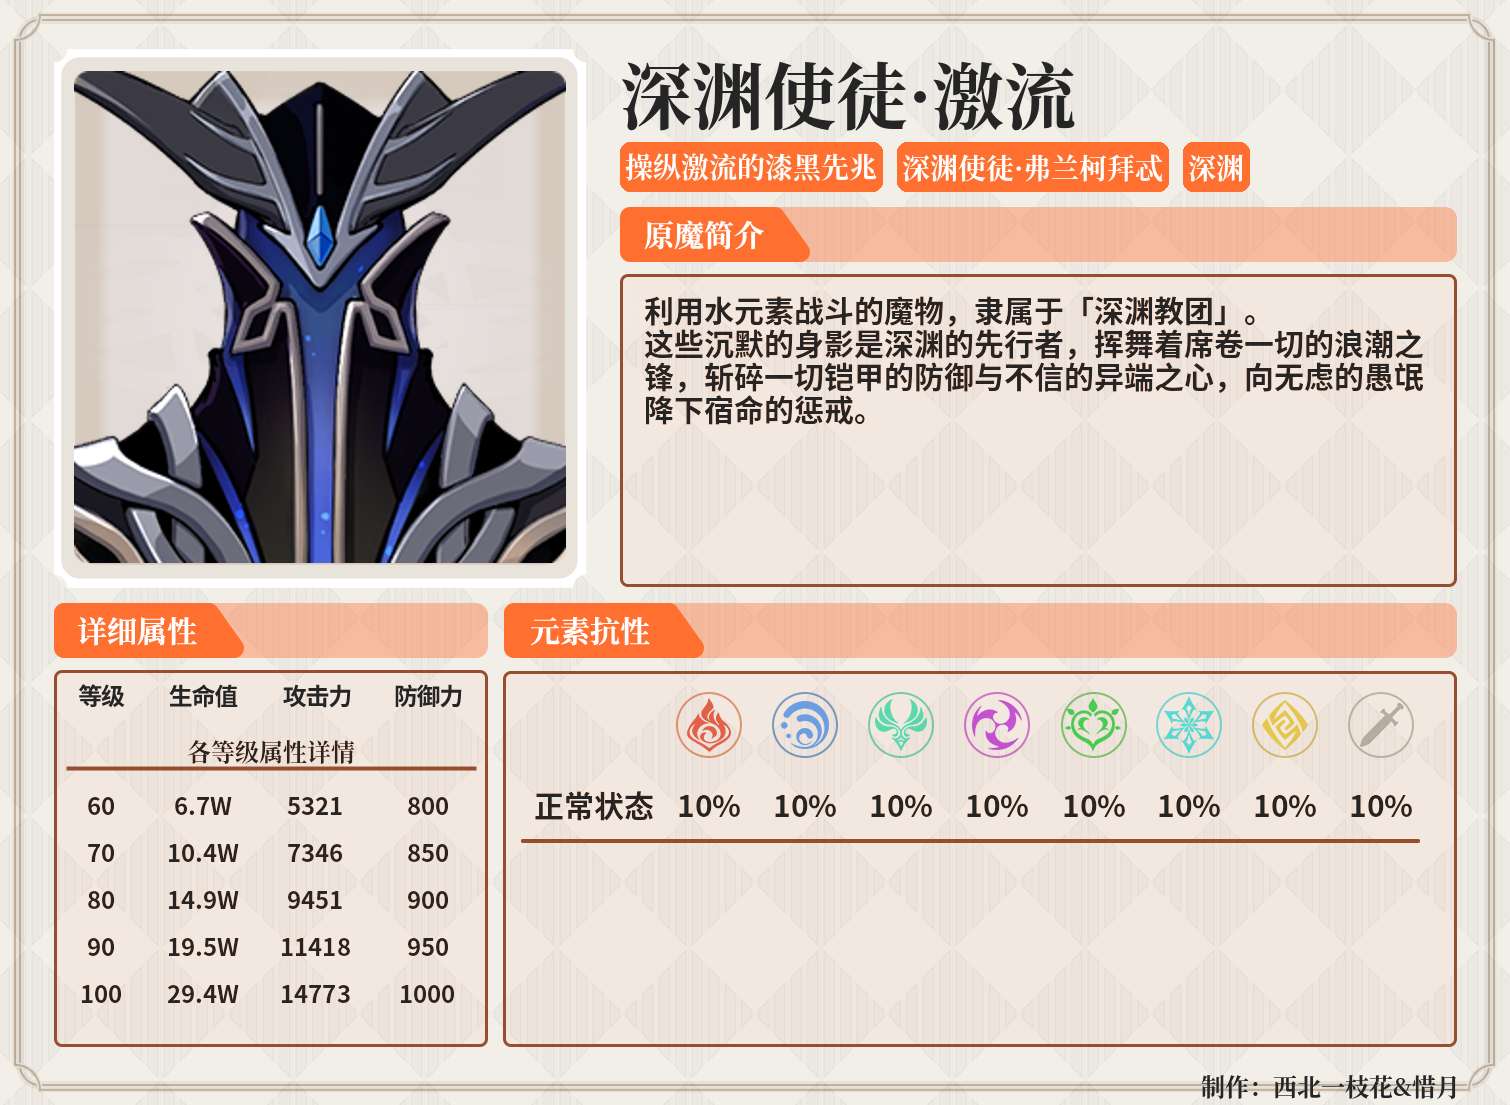 深渊使徒·激流
操纵激流的漆黑先兆 深渊使徒·弗兰柯拜忒 深渊
原魔简介
利用水元素战斗的魔物，隶属于「深渊教团」。
这些沉默的身影是深渊的先行者，挥舞着席卷一切的浪潮之
锋，斩碎一切铠甲的防御与不信的异端之心，向无虑的愚氓
降下宿命的惩戒。
详细属性
等级 生命值 攻击力 防御力
各等级属性详情
60 6.7W 5321 800
70 10.4W 7346 850
80 14.9W 9451 900
90 19.5W 11418 950
100 29.4W 14773 1000
元素抗性
正常状态 10% 10% 10% 10% 10% 10% 10% 10%
制作：西北一枝花&惜月